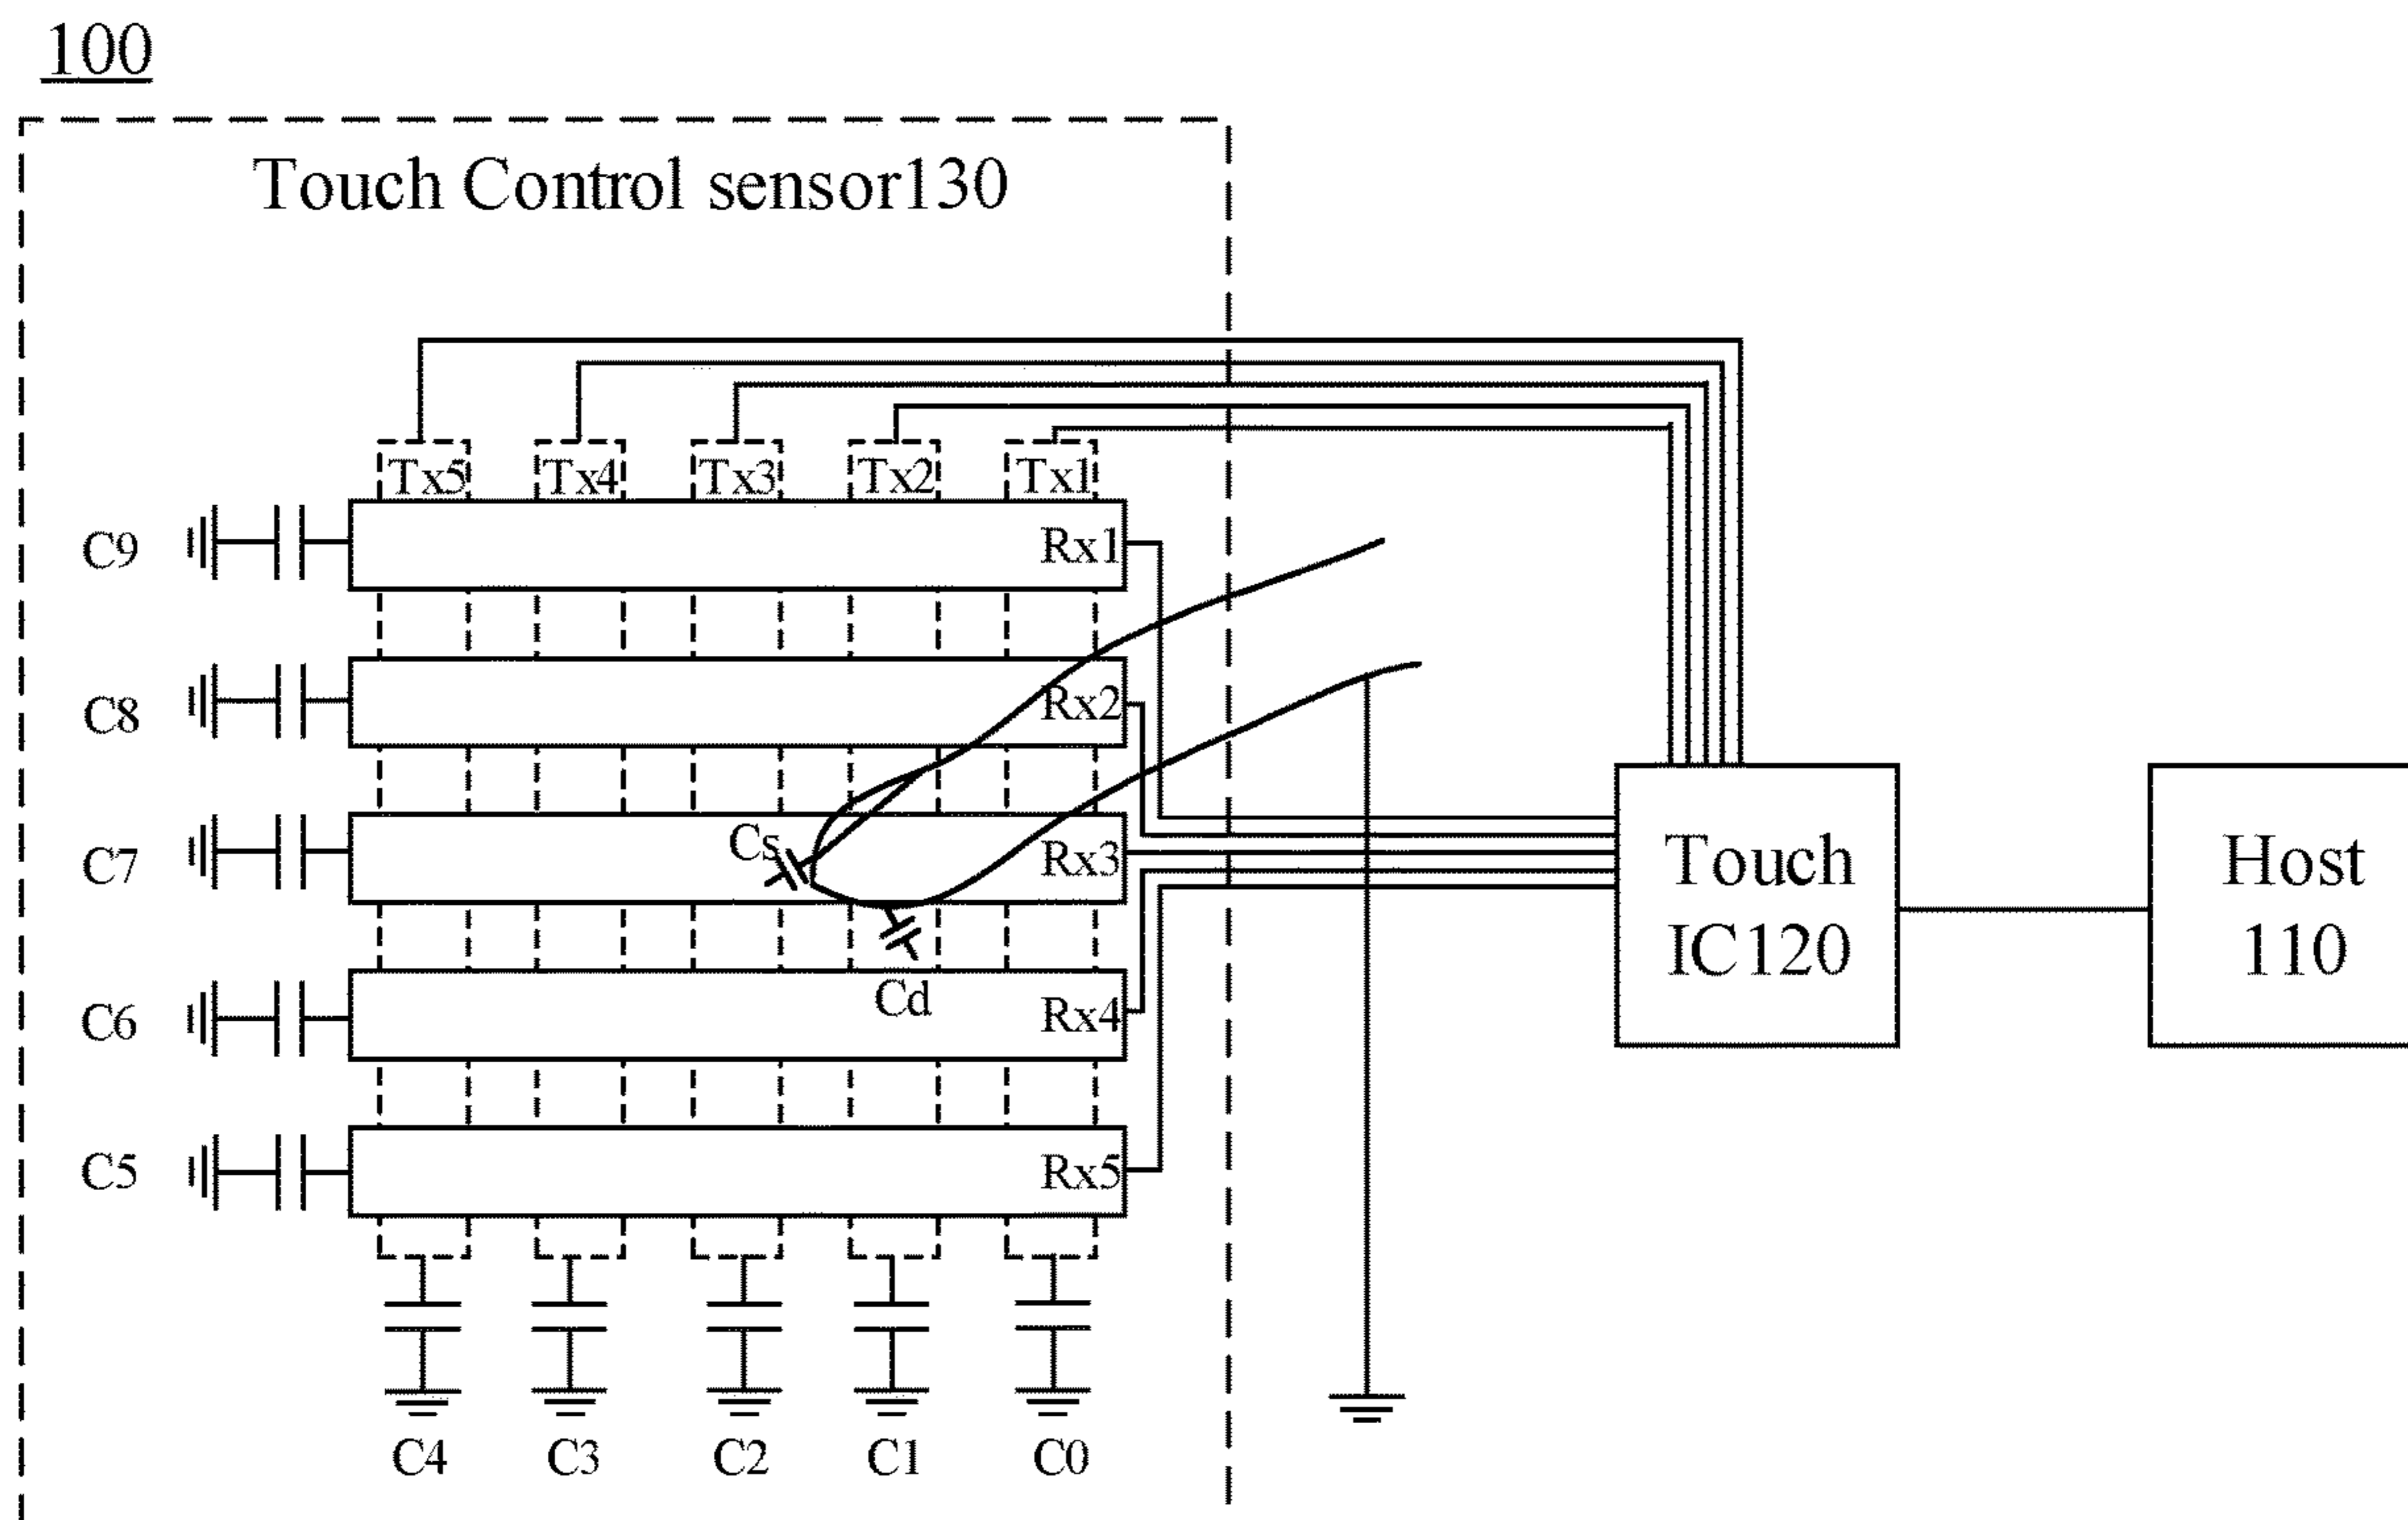 100
Touch Control sensor130
Tx5 Tx4 Tx3 Tx2 Tx1
C9 Rx1
C8 Rx2
C7 Cs Rx3
Touch
IC120
Host
110
Cd
C6 Rx4
C5 Rx5
C4 C3 C2 C1 C0